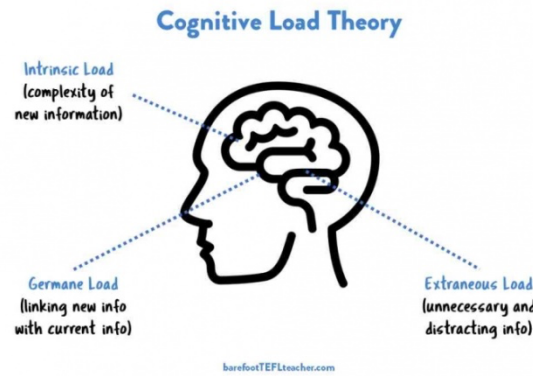 Cognitive Load Theory
Intrinsic Load
(complexity of
new information)
Germane Load
(linking new info
with current info)
Extraneous Load
(unnecessary and
distracting info)
barefootTEFLteacher.com